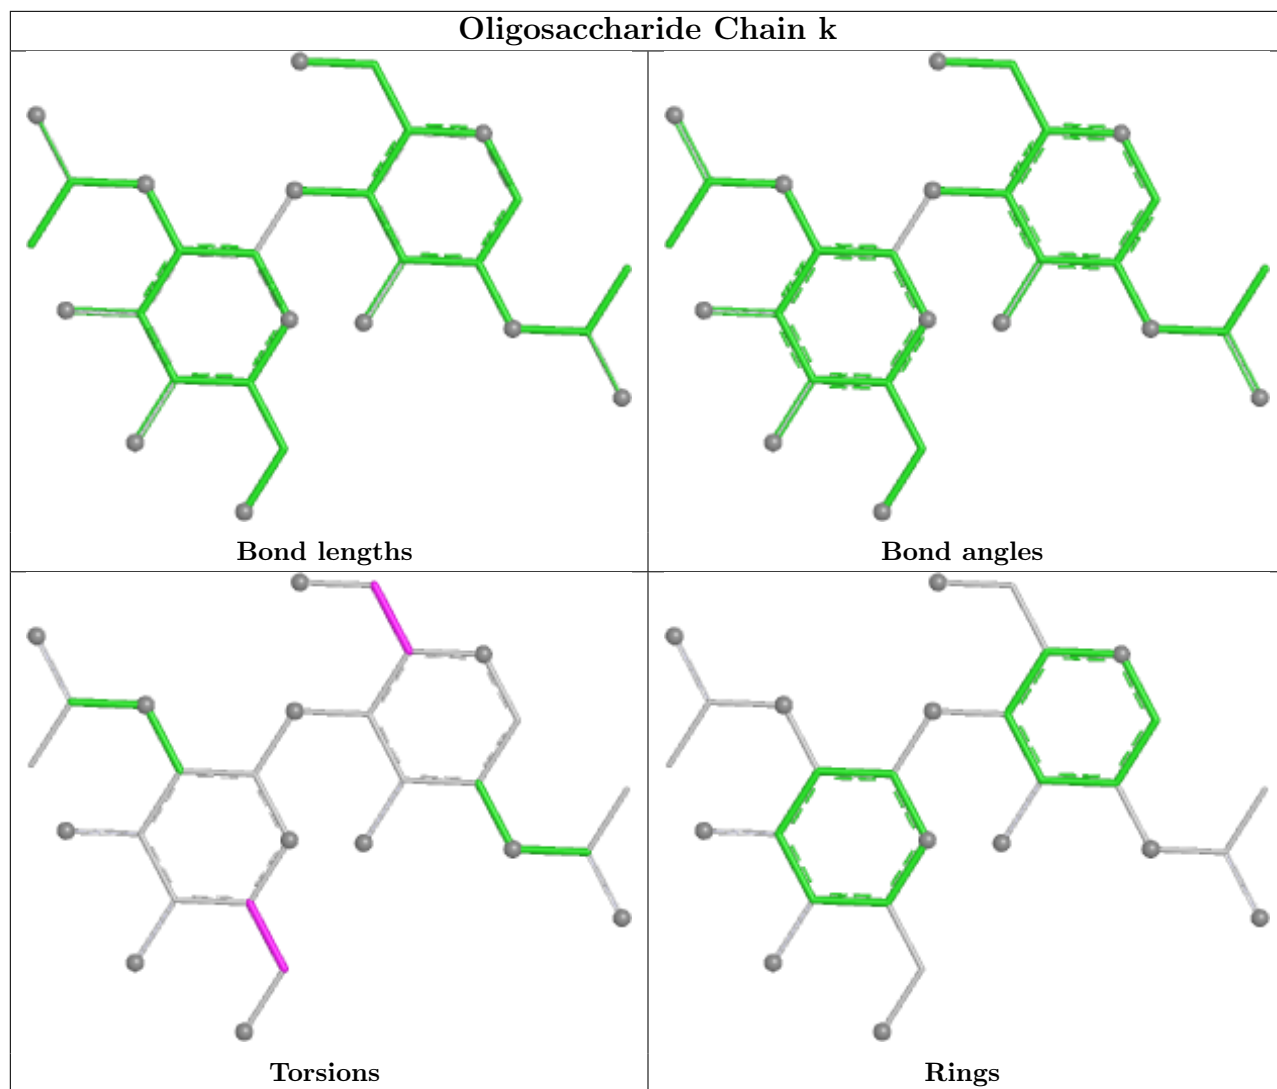 Oligosaccharide Chain k
Bond lengths
Bond angles
Torsions
Rings